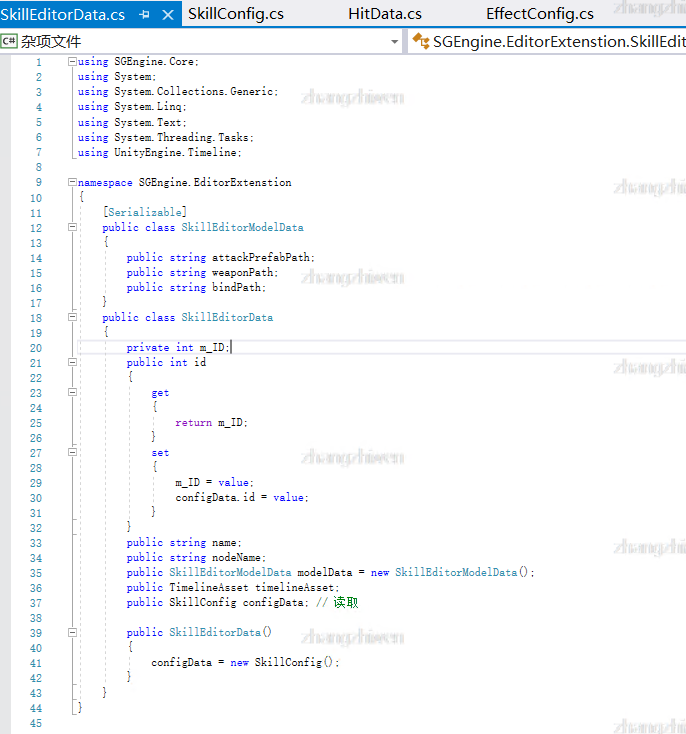 SkillEditorData.cs SkillConfig.cs HitData.cs EffectConfig.cs
C# 杂项文件 SGEngine.EditorExtenstion.SkillEdit
1 using SGEngine.Core;
2 using System;
3 using System.Collections.Generic;
4 using System.Linq;
5 using System.Text;
6 using System.Threading.Tasks;
7 using UnityEngine.Timeline;
8
9 namespace SGEngine.EditorExtenstion
10 {
11 [Serializable]
12 public class SkillEditorModelData
13 {
14 public string attackPrefabPath;
15 public string weaponPath;
16 public string bindPath;
17 }
18 public class SkillEditorData
19 {
20 private int m_ID;
21 public int id
22 {
23 get
24 {
25 return m_ID;
26 }
27 set
28 {
29 m_ID = value;
30 configData.id = value;
31 }
32 }
33 public string name;
34 public string nodeName;
35 public SkillEditorModelData modelData = new SkillEditorModelData();
36 public TimelineAsset timelineAsset;
37 public SkillConfig configData; // 读取
38
39 public SkillEditorData()
40 {
41 configData = new SkillConfig();
42 }
43 }
44 }
45
zhangzhiwen
zhangzhiwen
zhangzhiwen
zhangzhiwen